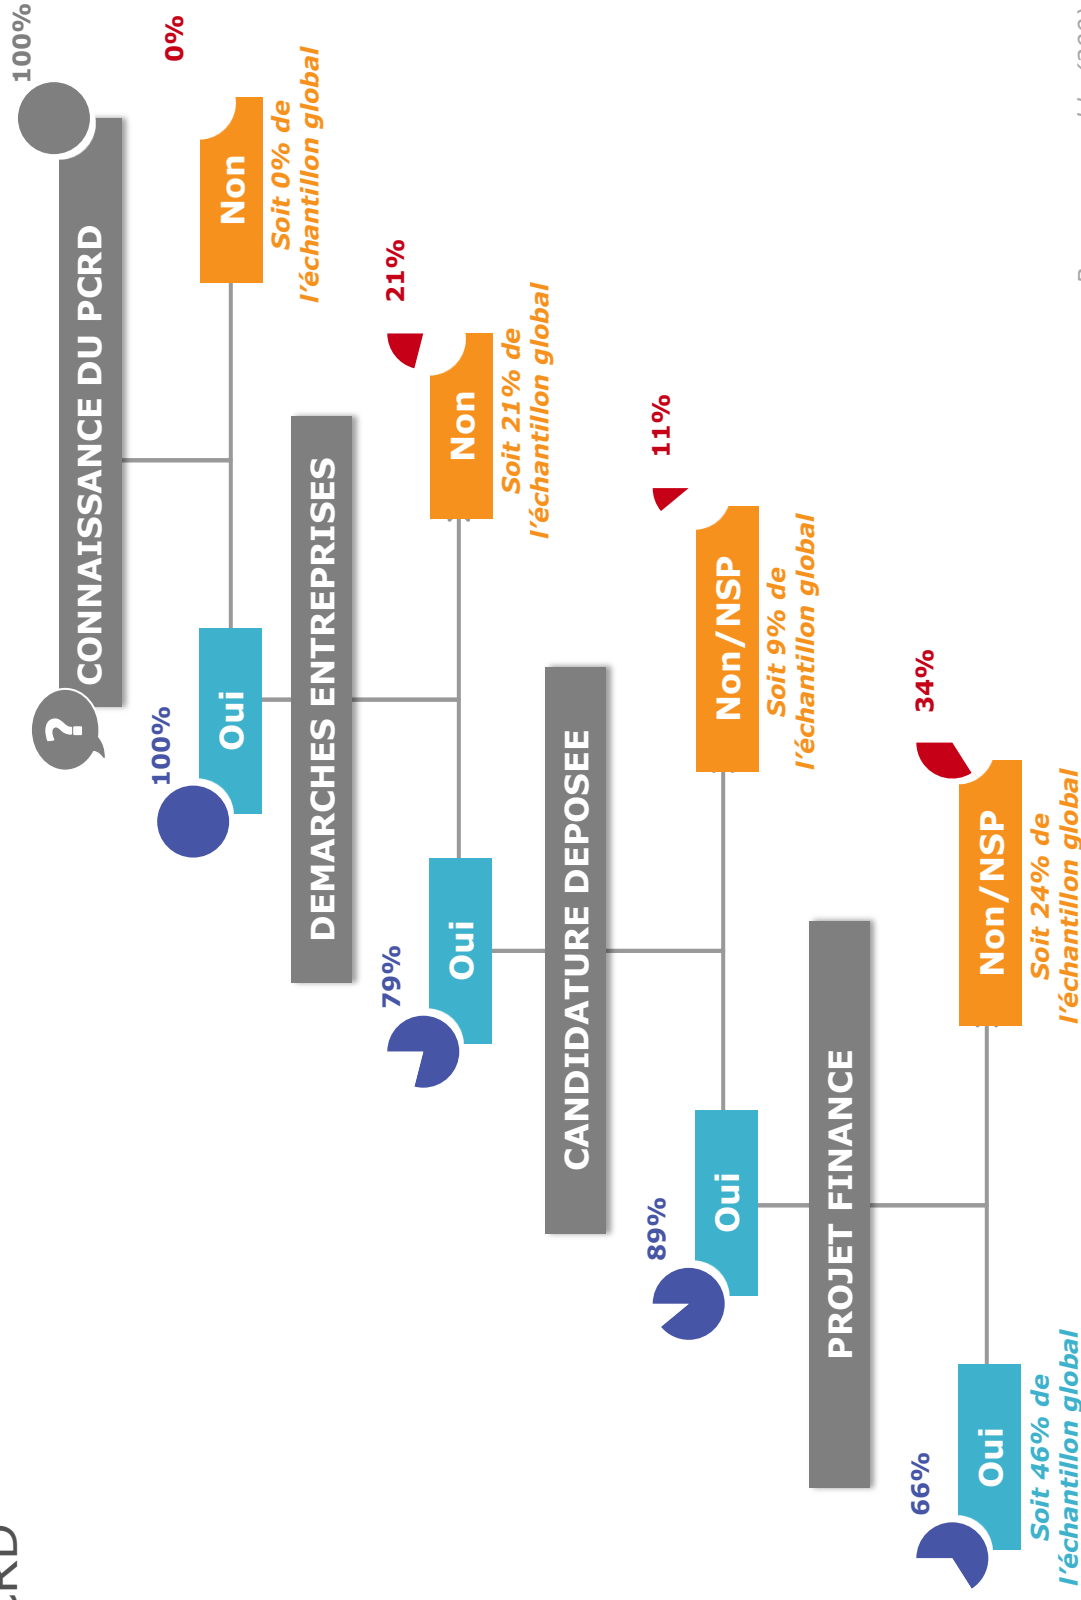 100%
?
CONNAISSANCE DU PCRD
100%
Oui
0%
Non
Soit 0% de
l’échantillon global
DEMARCHES ENTREPRISES
79%
Oui
21%
Non
Soit 21% de
l’échantillon global
CANDIDATURE DEPOSEE
89%
Oui
11%
Non/NSP
Soit 9% de
l’échantillon global
PROJET FINANCE
66%
Oui
Soit 46% de
l’échantillon global
34%
Non/NSP
Soit 24% de
l’échantillon global